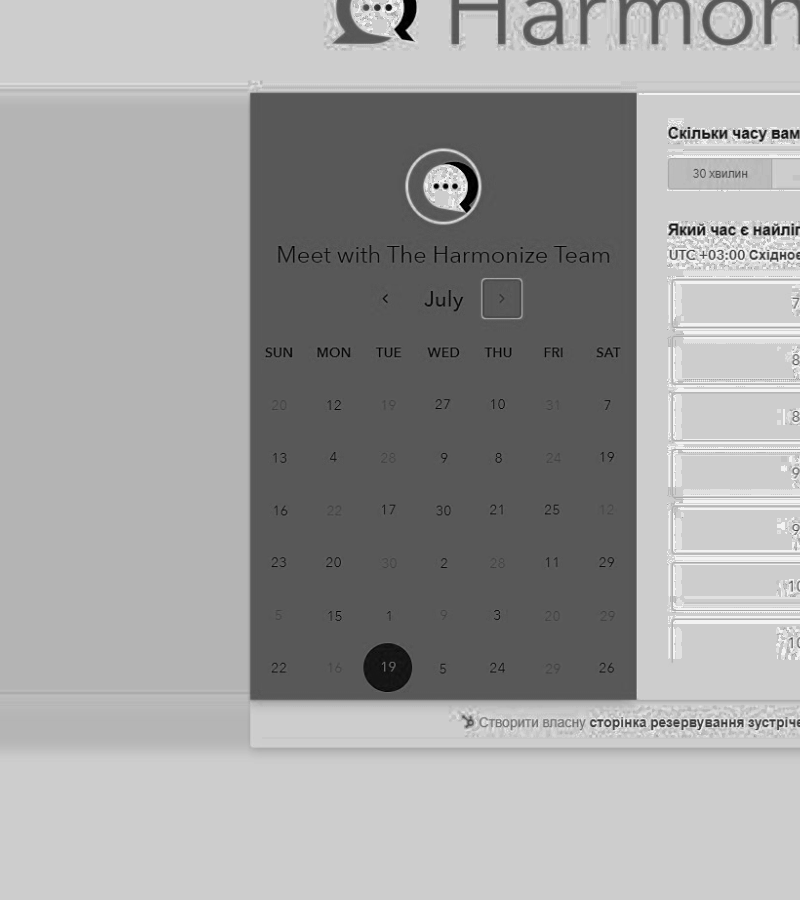 Harmon
Meet with The Harmonize Team
July
SUN MON TUE WED THU FRI SAT
20 12 19 27 10 31 7
13 4 28 9 8 24 19
16 22 17 30 21 25 12
23 20 30 2 28 11 29
5 15 1 9 3 20 29
22 16 19 5 24 29 26
Скільки часу вам
30 хвилин
Який час є найліп
UTC +03:00 Східноє
7
8
8
9
9
10
10
Створити власну сторінка резервування зустріче